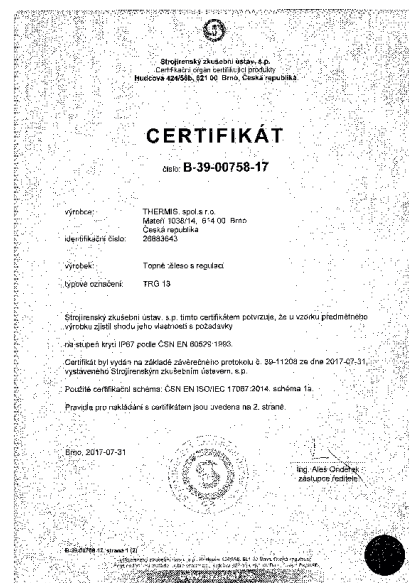 Strojírenský zkušební ústav, s.p.
Certifikační orgán certifikující produkty
Hudcova 424/56b, 621 00 Brno, Česká republika
CERTIFIKÁT
číslo: B-39-00758-17
výrobce: THERMIS, spol.s r.o.
Mateří 1038/14, 614 00 Brno
Česká republika
identifikační číslo: 26883643
výrobek: Topné těleso s regulací
typové označení: TRG 13
Strojírenský zkušební ústav, s.p. tímto certifikátem potvrzuje, že u vzorku předmětného
výrobku zjistil shodu jeho vlastností s požadavky
na stupeň krytí IP67 podle ČSN EN 60529:1993.
Certifikát byl vydán na základě závěrečného protokolu č. 39-11208 ze dne 2017-07-31,
vystaveného Strojírenským zkušebním ústavem, s.p.
Použité certifikační schéma: ČSN EN ISO/IEC 17067:2014, schéma 1a.
Pravidla pro nakládání s certifikátem jsou uvedena na 2. straně.
Brno, 2017-07-31
Ing. Aleš Onderek
zástupce ředitele
B-39-00758-17, strana 1 (2)